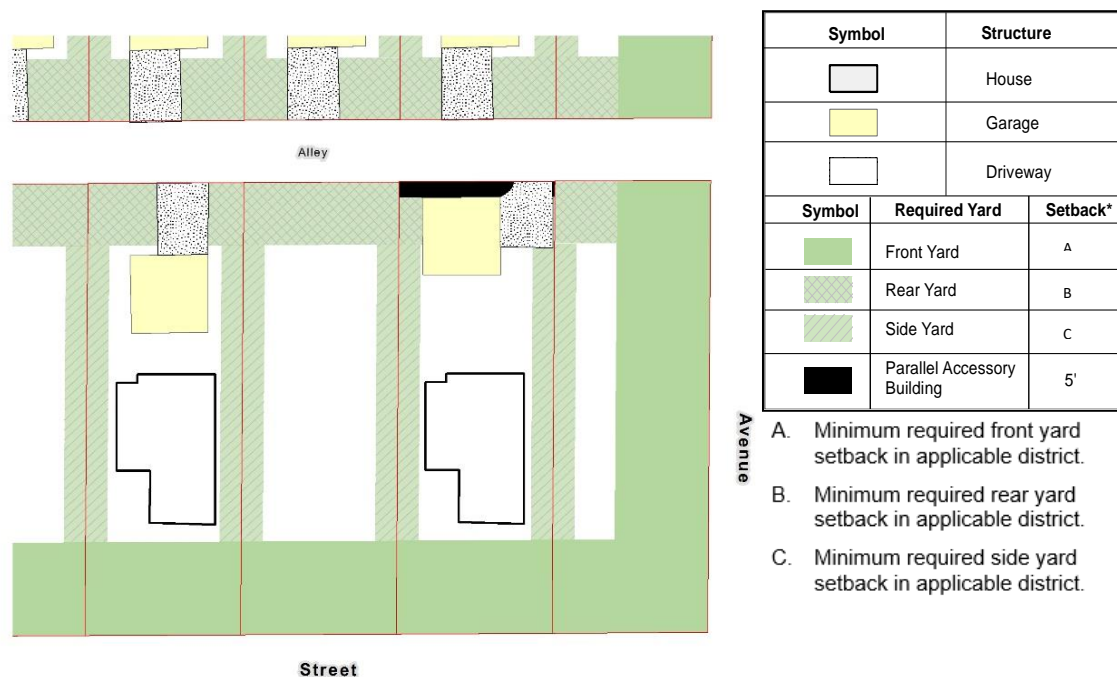 Alley
Avenue
Street
Symbol Structure
House
Garage
Driveway
Symbol Required Yard Setback*
Front Yard A
Rear Yard B
Side Yard C
Parallel Accessory
Building 5'
A. Minimum required front yard
setback in applicable district.
B. Minimum required rear yard
setback in applicable district.
C. Minimum required side yard
setback in applicable district.